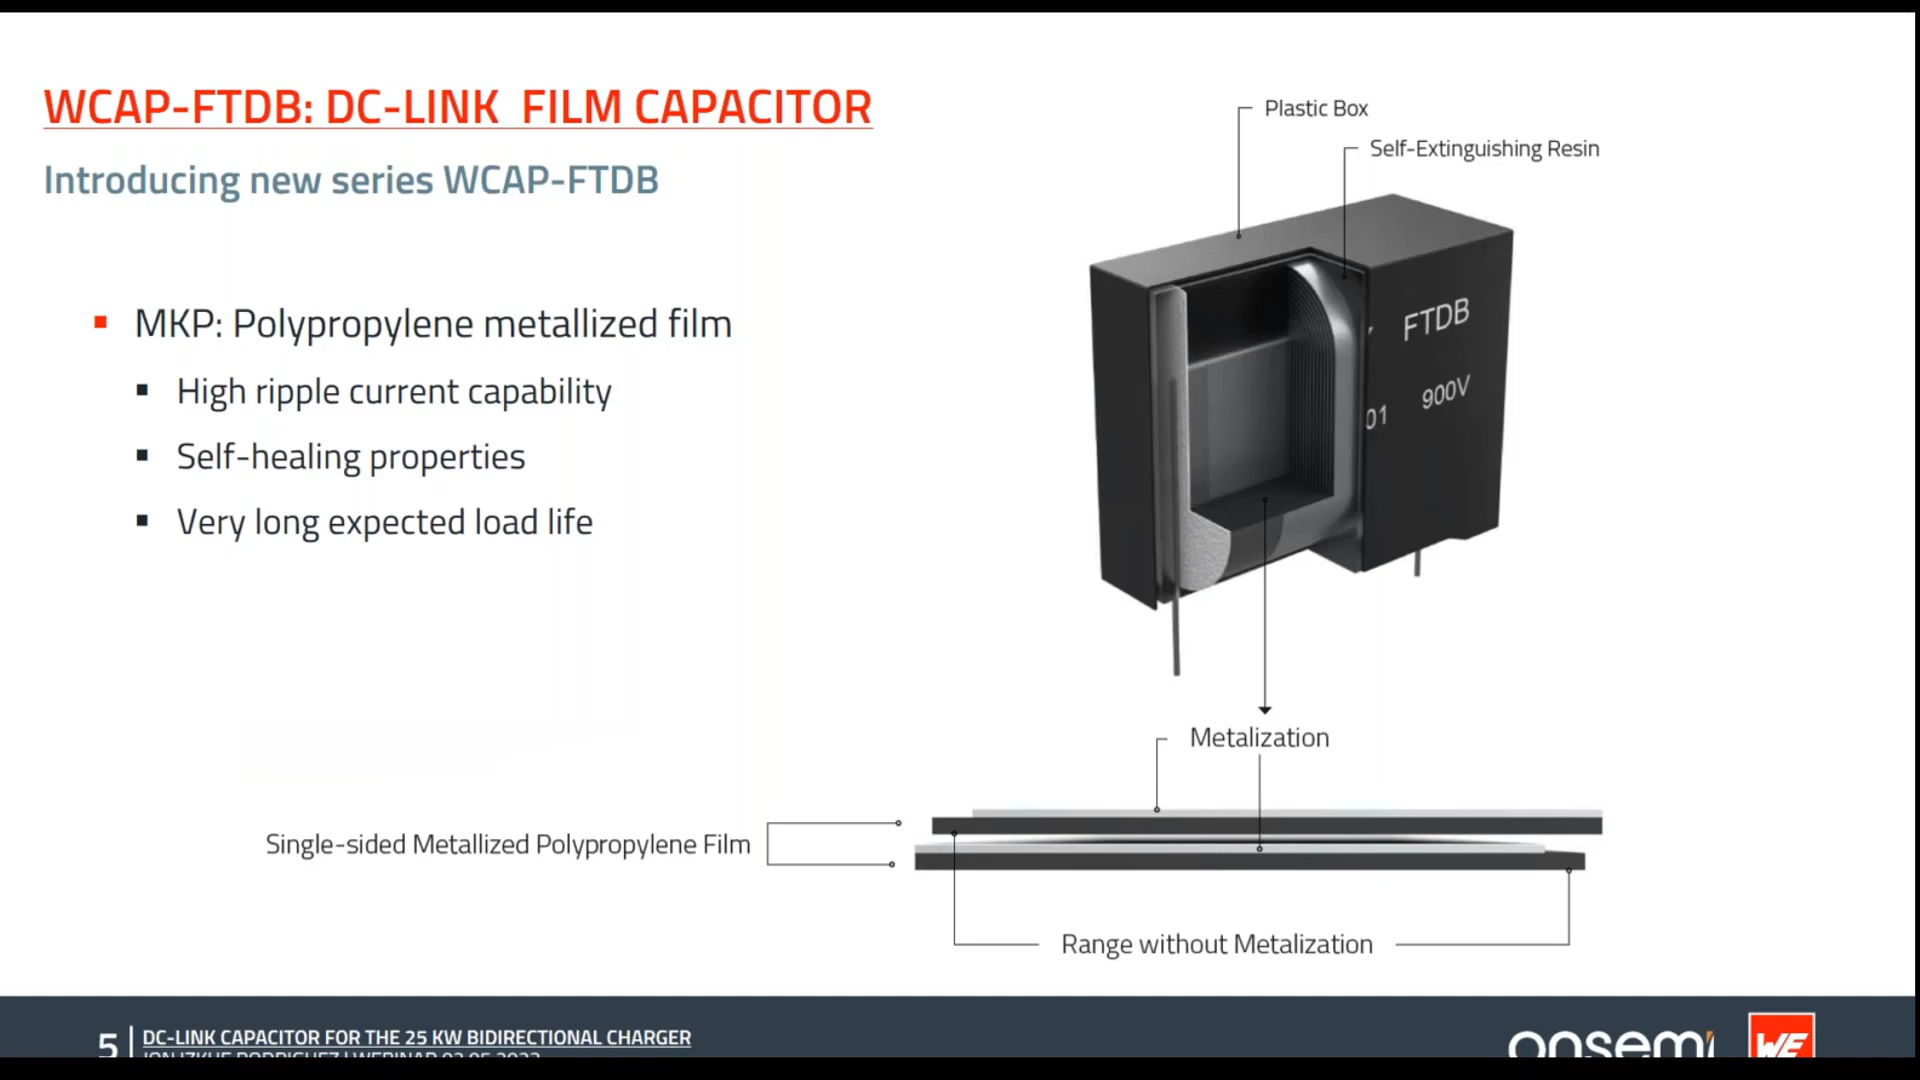 WCAP-FTDB: DC-LINK FILM CAPACITOR
Introducing new series WCAP-FTDB
MKP: Polypropylene metallized film
High ripple current capability
Self-healing properties
Very long expected load life
Plastic Box
Self-Extinguishing Resin
FTDB
01 900V
Metalization
Single-sided Metallized Polypropylene Film
Range without Metalization
5
DC-LINK CAPACITOR FOR THE 25 KW BIDIRECTIONAL CHARGER
onsemi
WE